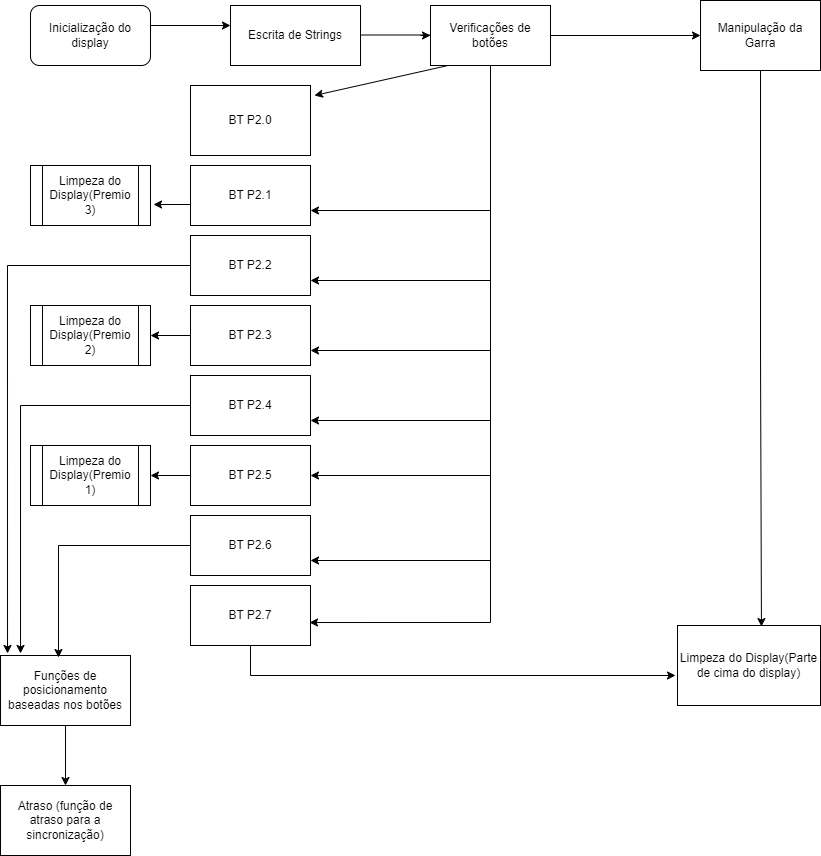 Inicialização do
display
Escrita de Strings
Verificações de
botões
Manipulação da
Garra
BT P2.0
Limpeza do
Display(Premio
3)
BT P2.1
BT P2.2
Limpeza do
Display(Premio
2)
BT P2.3
BT P2.4
Limpeza do
Display(Premio
1)
BT P2.5
BT P2.6
BT P2.7
Limpeza do Display(Parte
de cima do display)
Funções de
posicionamento
baseadas nos botões
Atraso (função de
atraso para a
sincronização)